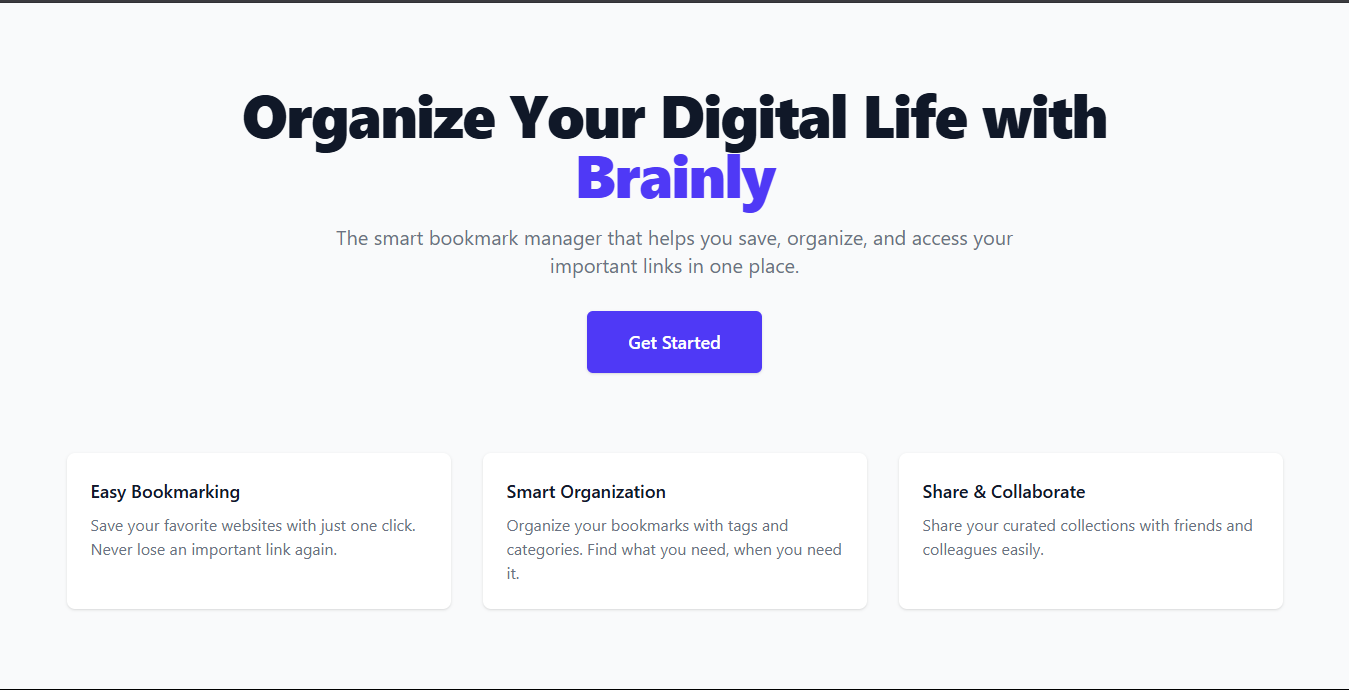 Organize Your Digital Life with
Brainly
The smart bookmark manager that helps you save, organize, and access your
important links in one place.
Get Started
Easy Bookmarking
Save your favorite websites with just one click.
Never lose an important link again.
Smart Organization
Organize your bookmarks with tags and
categories. Find what you need, when you need
it.
Share & Collaborate
Share your curated collections with friends and
colleagues easily.